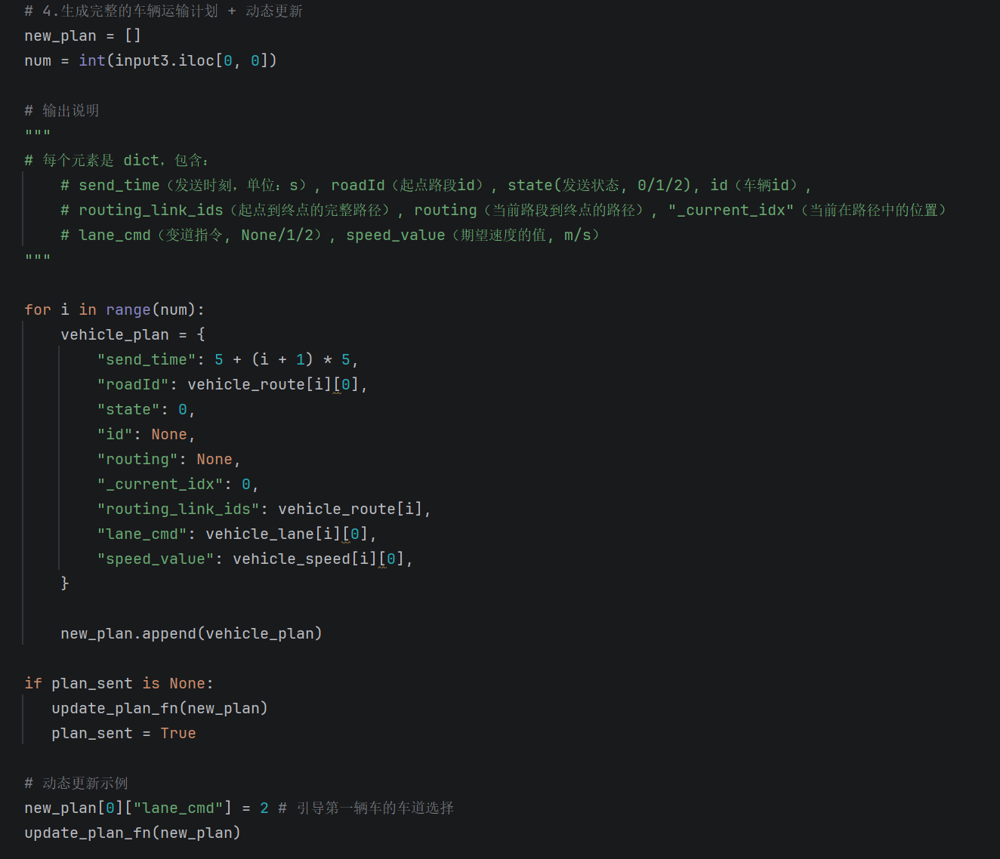 # 4.生成完整的车辆运输计划 + 动态更新
new_plan = []
num = int(input3.iloc[0, 0])
# 输出说明
"""
# 每个元素是 dict，包含：
# send_time（发送时刻，单位：s）, roadId（起点路段id）, state(发送状态, 0/1/2), id（车辆id）,
# routing_link_ids（起点到终点的完整路径）, routing（当前路段到终点的路径）, "_current_idx"（当前在路径中的位置）
# lane_cmd（变道指令, None/1/2）, speed_value（期望速度的值, m/s）
"""
for i in range(num):
vehicle_plan = {
"send_time": 5 + (i + 1) * 5,
"roadId": vehicle_route[i][0],
"state": 0,
"id": None,
"routing": None,
"_current_idx": 0,
"routing_link_ids": vehicle_route[i],
"lane_cmd": vehicle_lane[i][0],
"speed_value": vehicle_speed[i][0],
}
new_plan.append(vehicle_plan)
if plan_sent is None:
update_plan_fn(new_plan)
plan_sent = True
# 动态更新示例
new_plan[0]["lane_cmd"] = 2 # 引导第一辆车的车道选择
update_plan_fn(new_plan)